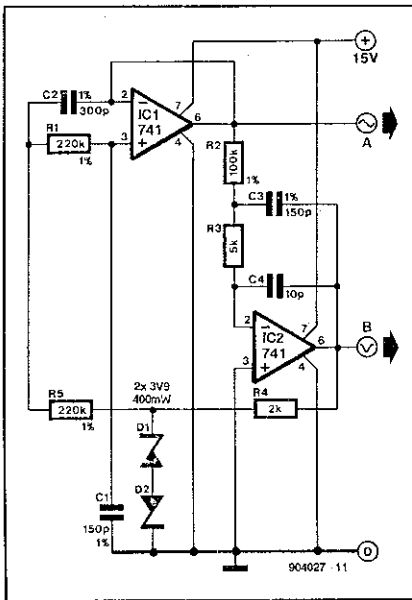 +
15V
C2
1%
300p
2
IC1
741
7
6
3
4
A
R1
220k
1%
R2
100k
1%
C3
1%
150p
R3
5k
C4
10p
2
IC2
741
7
6
3
4
B
R5
220k
1%
2x 3V9
400mW
R4
2k
D1
D2
C1
150p
1%
0
904027 - 11